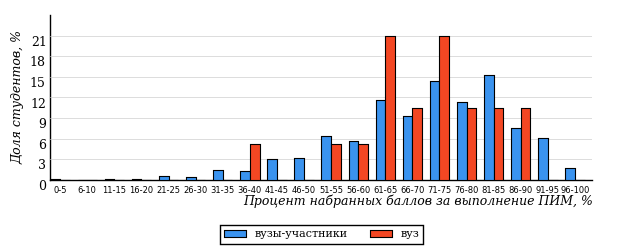 Доля студентов, %
21
18
15
12
9
6
3
0
0-5 6-10 11-15 16-20 21-25 26-30 31-35 36-40 41-45 46-50 51-55 56-60 61-65 66-70 71-75 76-80 81-85 86-90 91-95 96-100
Процент набранных баллов за выполнение ПИМ, %
вузы-участники вуз